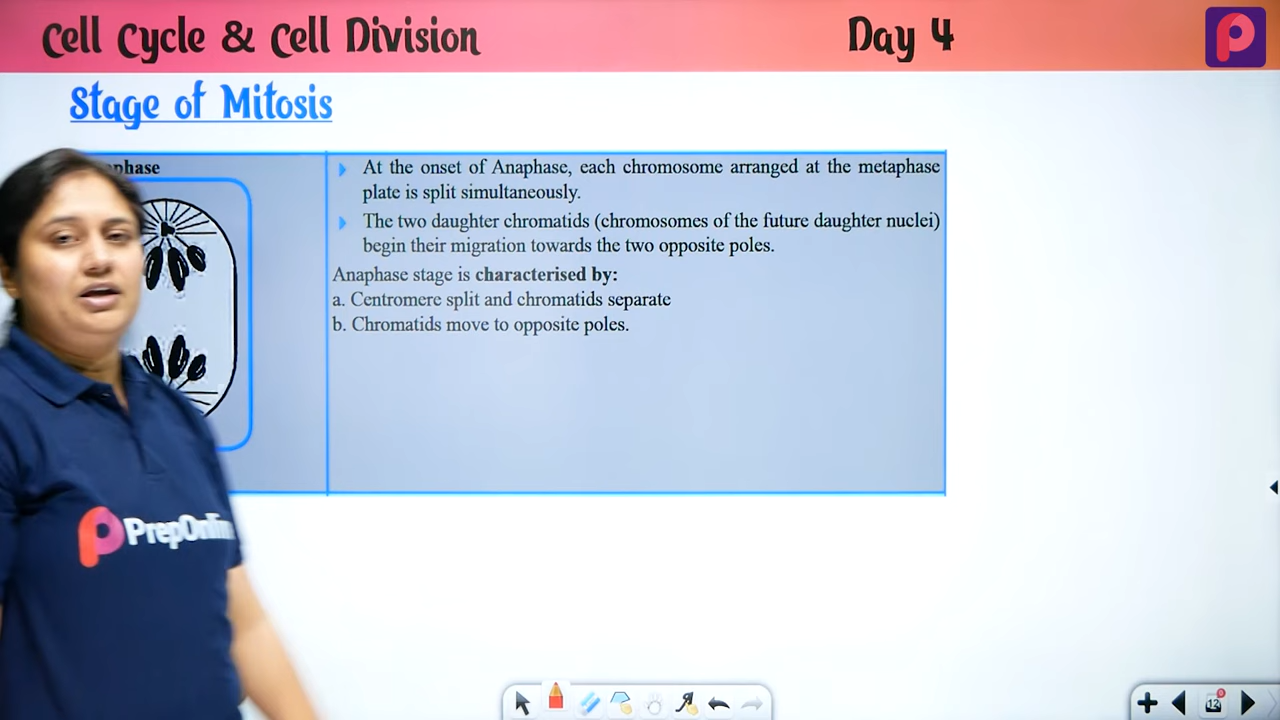 Cell Cycle & Cell Division
Day 4
Stage of Mitosis
phase
At the onset of Anaphase, each chromosome arranged at the metaphase
plate is split simultaneously.
The two daughter chromatids (chromosomes of the future daughter nuclei)
begin their migration towards the two opposite poles.
Anaphase stage is characterised by:
a. Centromere split and chromatids separate
b. Chromatids move to opposite poles.
PrepOnlin
12